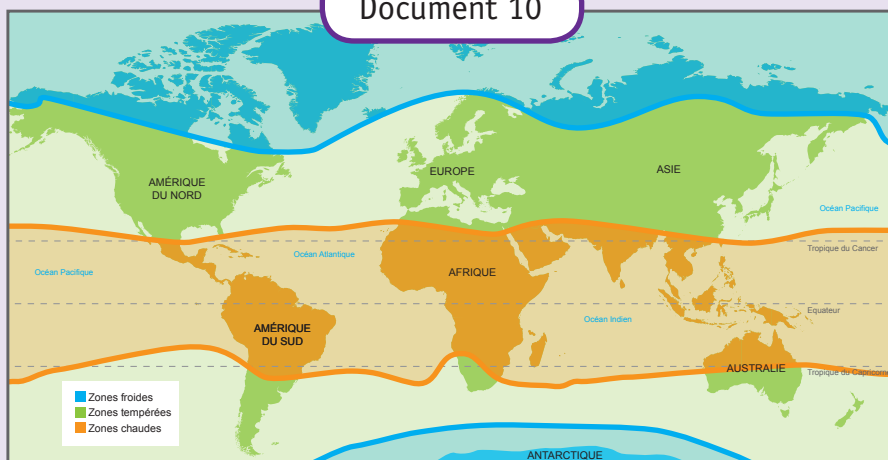 Document 10
EUROPE
ASIE
AMÉRIQUE
DU NORD
Océan Pacifique
Tropique du Cancer
Océan Atlantique
Océan Pacifique
AFRIQUE
Equateur
Océan Indien
AMÉRIQUE
DU SUD
AUSTRALIE
Tropique du Capricorne
Zones froides
Zones tempérées
Zones chaudes
ANTARCTIQUE